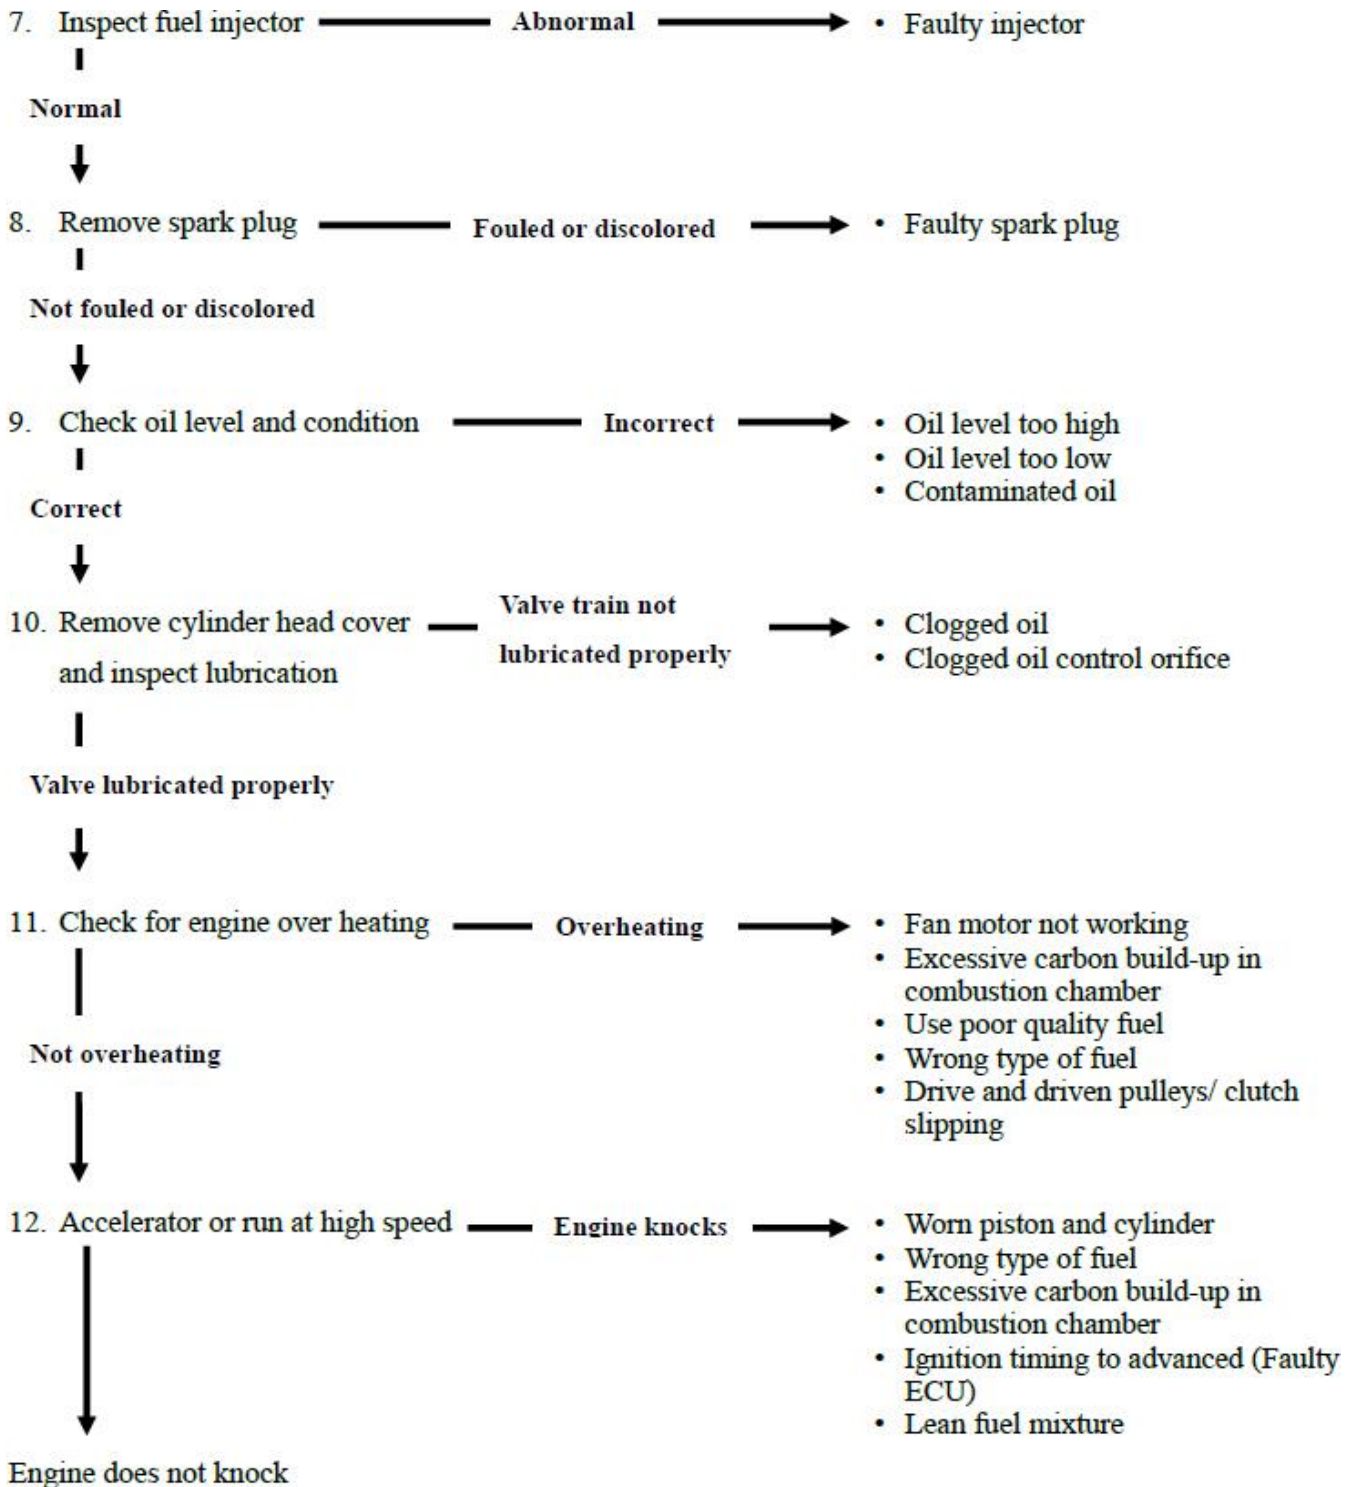 7. Inspect fuel injector Abnormal • Faulty injector
Normal
8. Remove spark plug Fouled or discolored • Faulty spark plug
Not fouled or discolored
9. Check oil level and condition Incorrect • Oil level too high
• Oil level too low
• Contaminated oil
Correct
10. Remove cylinder head cover
and inspect lubrication
Valve train not
lubricated properly
• Clogged oil
• Clogged oil control orifice
Valve lubricated properly
11. Check for engine over heating Overheating • Fan motor not working
• Excessive carbon build-up in
combustion chamber
• Use poor quality fuel
• Wrong type of fuel
• Drive and driven pulleys/ clutch
slipping
Not overheating
12. Accelerator or run at high speed Engine knocks • Worn piston and cylinder
• Wrong type of fuel
• Excessive carbon build-up in
combustion chamber
• Ignition timing to advanced (Faulty
ECU)
• Lean fuel mixture
Engine does not knock